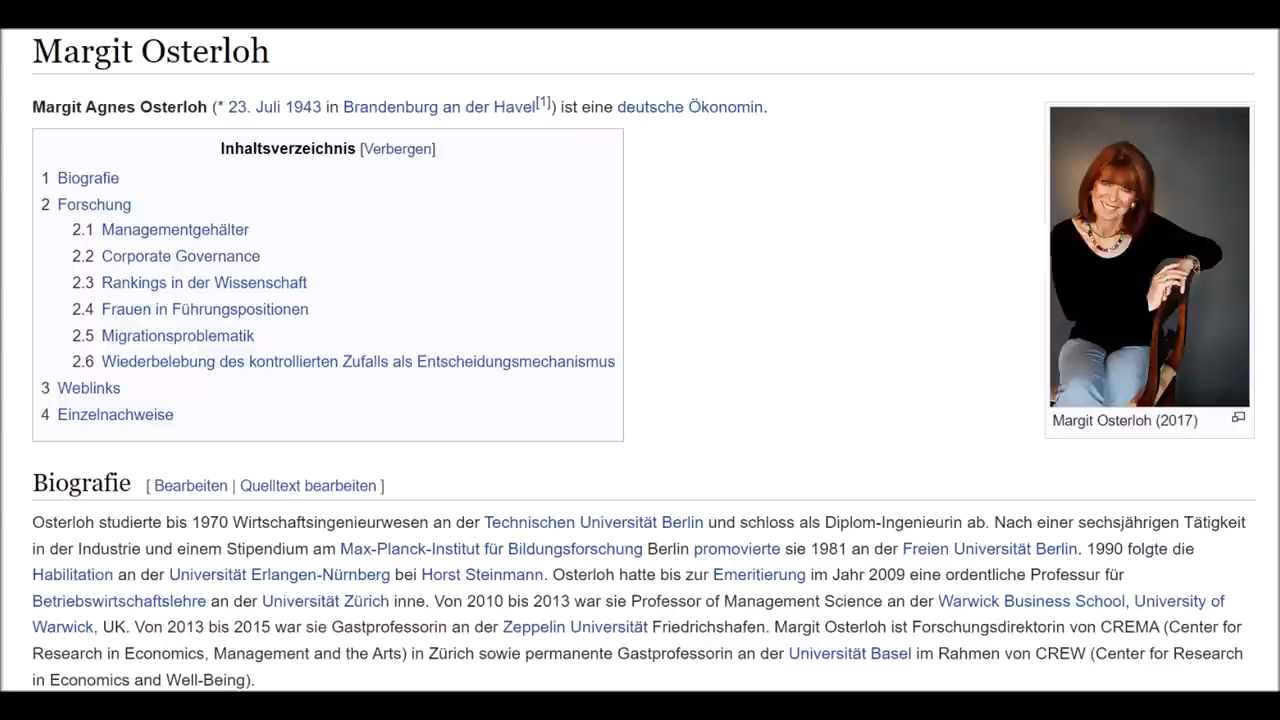 Margit Osterloh
Margit Agnes Osterloh (* 23. Juli 1943 in Brandenburg an der Havel[1]) ist eine deutsche Ökonomin.
Inhaltsverzeichnis [Verbergen]
1 Biografie
2 Forschung
2.1 Managementgehälter
2.2 Corporate Governance
2.3 Rankings in der Wissenschaft
2.4 Frauen in Führungspositionen
2.5 Migrationsproblematik
2.6 Wiederbelebung des kontrollierten Zufalls als Entscheidungsmechanismus
3 Weblinks
4 Einzelnachweise
Margit Osterloh (2017)
Biografie [ Bearbeiten | Quelltext bearbeiten ]
Osterloh studierte bis 1970 Wirtschaftsingenieurwesen an der Technischen Universität Berlin und schloss als Diplom-Ingenieurin ab. Nach einer sechsjährigen Tätigkeit
in der Industrie und einem Stipendium am Max-Planck-Institut für Bildungsforschung Berlin promovierte sie 1981 an der Freien Universität Berlin. 1990 folgte die
Habilitation an der Universität Erlangen-Nürnberg bei Horst Steinmann. Osterloh hatte bis zur Emeritierung im Jahr 2009 eine ordentliche Professur für
Betriebswirtschaftslehre an der Universität Zürich inne. Von 2010 bis 2013 war sie Professor of Management Science an der Warwick Business School, University of
Warwick, UK. Von 2013 bis 2015 war sie Gastprofessorin an der Zeppelin Universität Friedrichshafen. Margit Osterloh ist Forschungsdirektorin von CREMA (Center for
Research in Economics, Management and the Arts) in Zürich sowie permanente Gastprofessorin an der Universität Basel im Rahmen von CREW (Center for Research
in Economics and Well-Being).